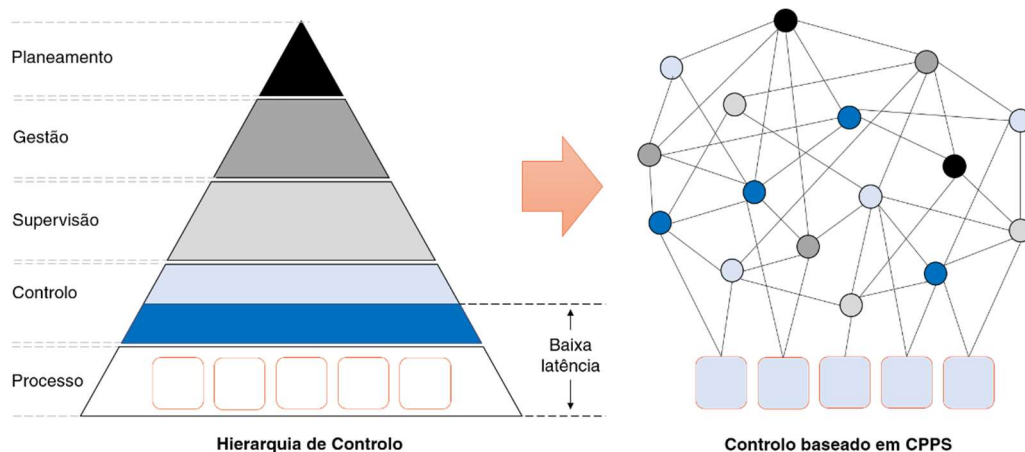 Planeamento
Gestão
Supervisão
Controlo
Processo
Baixa
latência
Hierarquia de Controlo
Controlo baseado em CPPS